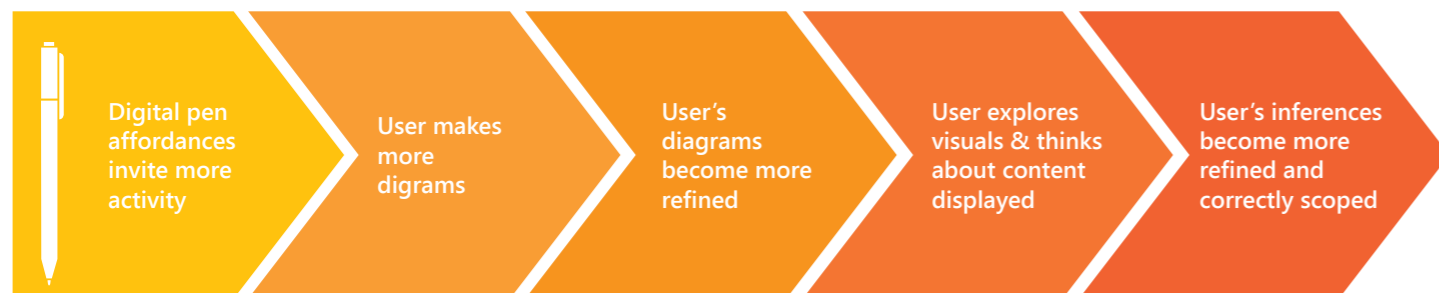 Digital pen
affordances
invite more
activity
User makes
more
digrams
User's
diagrams
become more
refined
User explores
visuals & thinks
about content
displayed
User's inferences
become more
refined and
correctly scoped